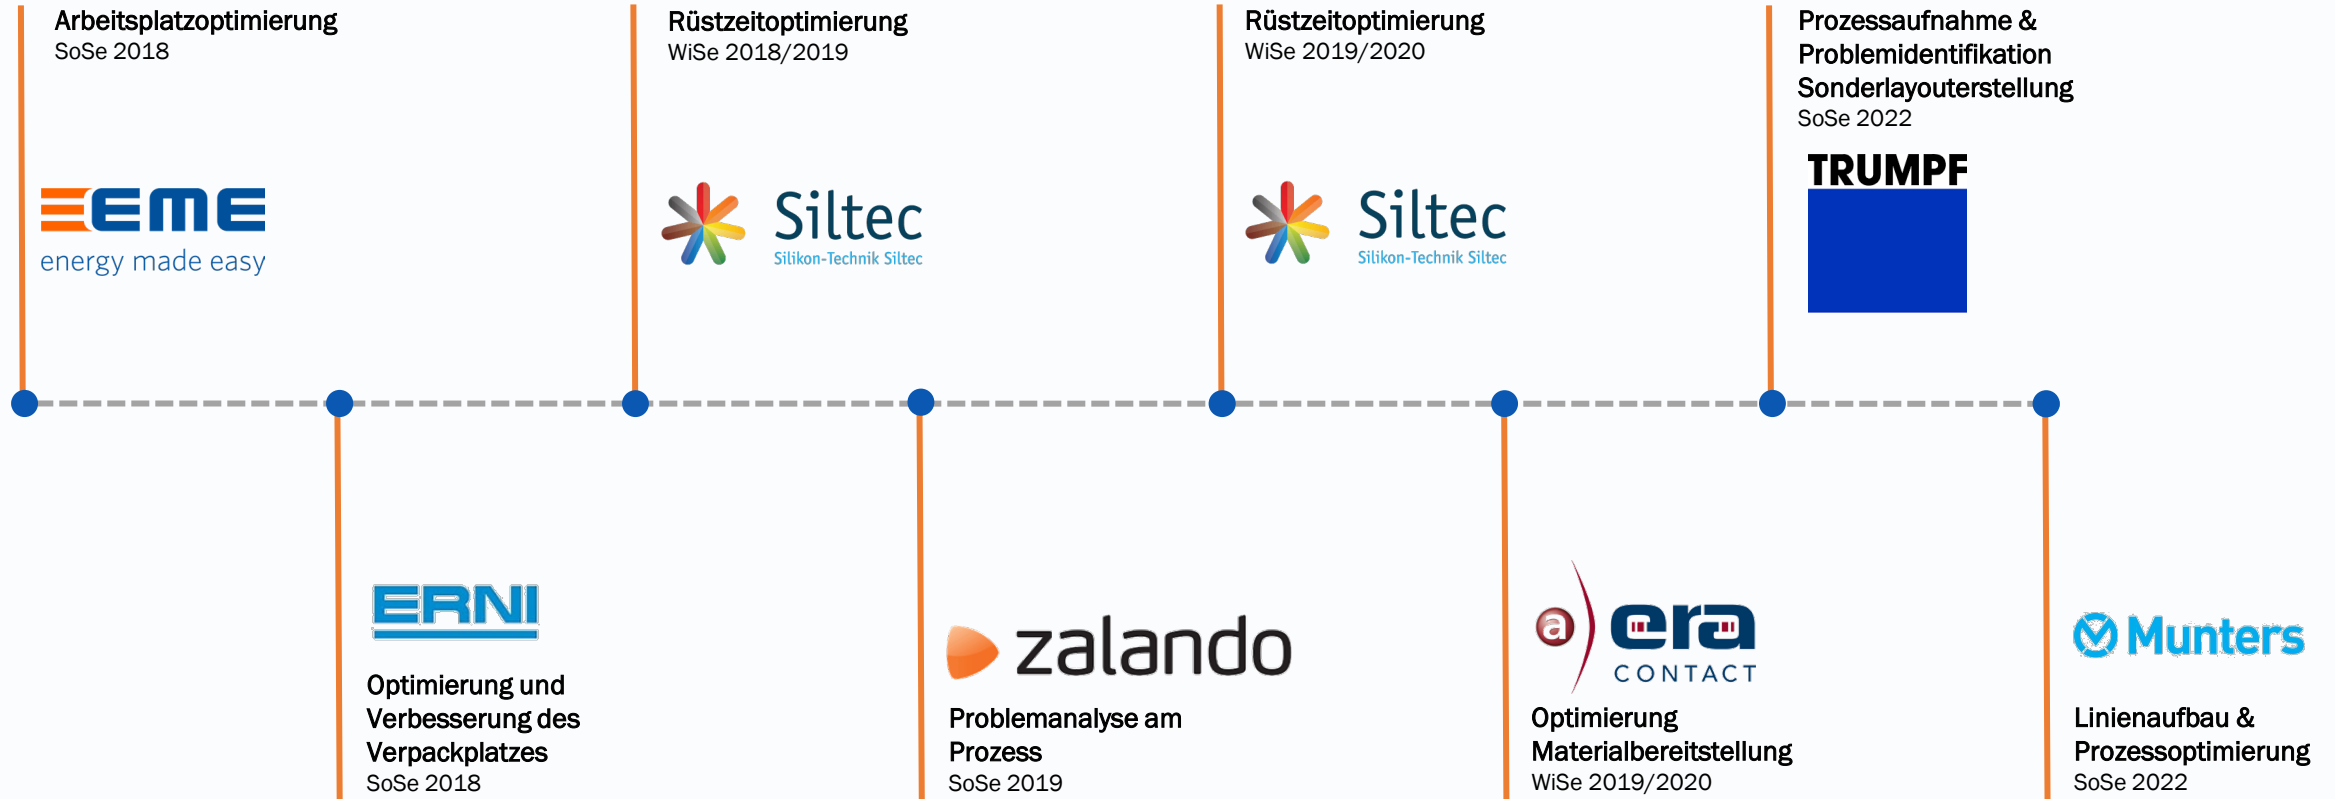 Arbeitsplatzoptimierung
SoSe 2018
EME
energy made easy
ERNI
Optimierung und
Verbesserung des
Verpackplatzes
SoSe 2018
Rüstzeitoptimierung
WiSe 2018/2019
Siltec
Silikon-Technik Siltec
zalando
Problemanalyse am
Prozess
SoSe 2019
Rüstzeitoptimierung
WiSe 2019/2020
Siltec
Silikon-Technik Siltec
a era
CONTACT
Optimierung
Materialbereitstellung
WiSe 2019/2020
Prozessaufnahme &
Problemidentifikation
Sonderlayouterstellung
SoSe 2022
TRUMPF
Munters
Linienaufbau &
Prozessoptimierung
SoSe 2022